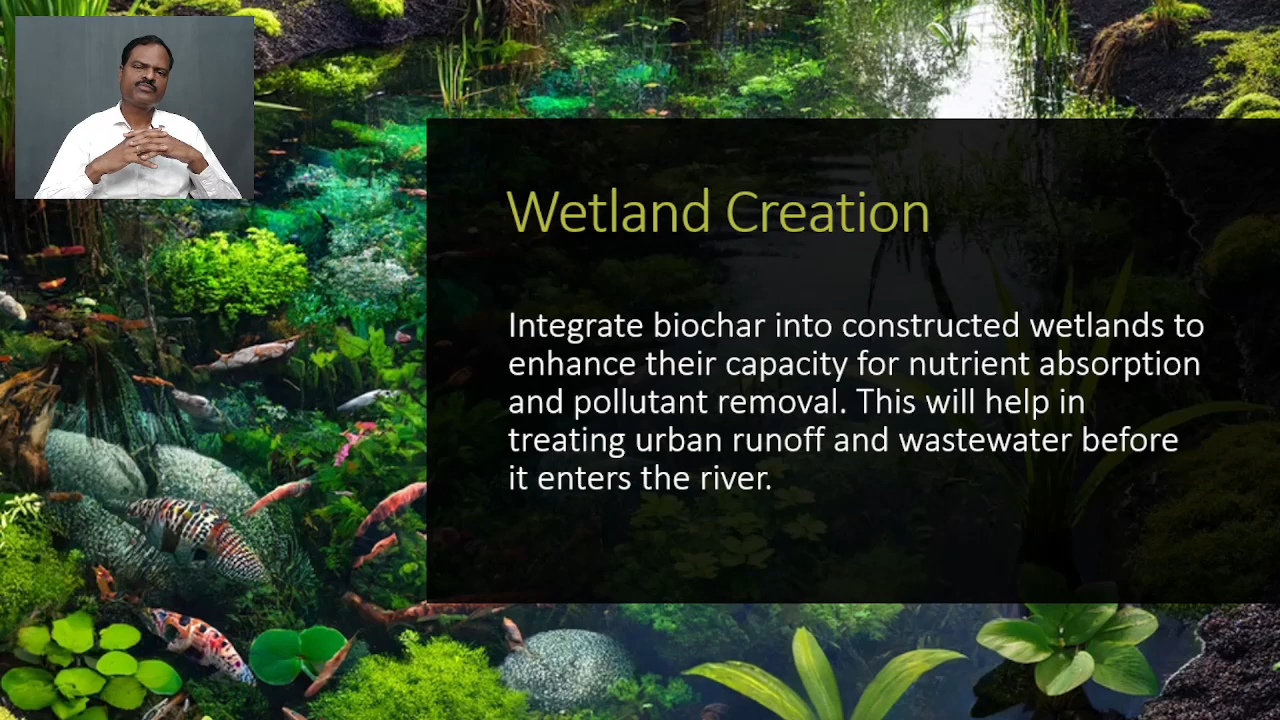 Wetland Creation
Integrate biochar into constructed wetlands to
enhance their capacity for nutrient absorption
and pollutant removal. This will help in
treating urban runoff and wastewater before
it enters the river.